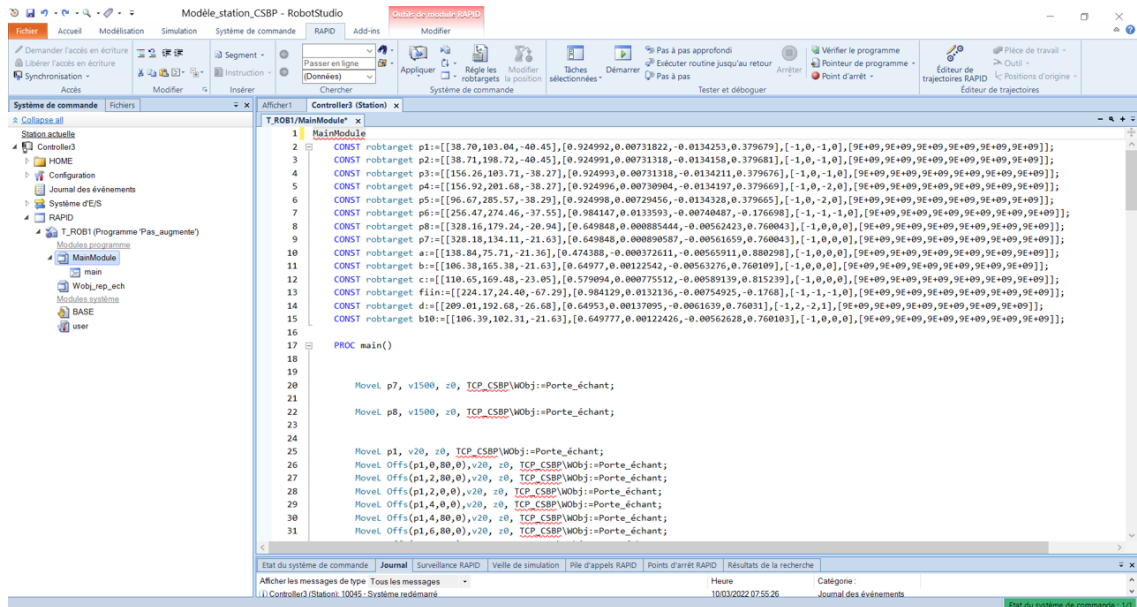 Modèle_station_CSBP - RobotStudio
Outils de module RAPID
Fichier Accueil Modélisation Simulation Système de commande RAPID Add-ins Modifier
Demander l'accès en écriture
Libérer l'accès en écriture
Synchronisation
Accès
Modifier
Segment
Instruction
Insérer
Passer en ligne
(Données)
Chercher
Appliquer
Règle les robtargets
Modifier la position
Système de commande
Tâches sélectionnées
Démarrer
Pas à pas approfondi
Exécuter routine jusqu'au retour
Pas à pas
Arrêter
Vérifier le programme
Pointeur de programme
Point d'arrêt
Tester et déboguer
Éditeur de trajectoires RAPID
Pièce de travail
Outil
Positions d'origine
Éditeur de trajectoires
Système de commande Fichiers
Collapse all
Station actuelle
Controller3
HOME
Configuration
Journal des événements
Système d'E/S
RAPID
T_ROB1 (Programme 'Pas_augmente')
Modules programme
MainModule
main
Wobj_rep_ech
Modules système
BASE
user
Afficher1 Controller3 (Station) x
T_ROB1/MainModule* x
1 MainModule
2 CONST robtarget p1:=[[38.70,103.04,-40.45],[0.924992,0.00731822,-0.0134253,0.379679],[-1,0,-1,0],[9E+09,9E+09,9E+09,9E+09,9E+09,9E+09]];
3 CONST robtarget p2:=[[38.71,198.72,-40.45],[0.924991,0.00731318,-0.0134158,0.379681],[-1,0,-1,0],[9E+09,9E+09,9E+09,9E+09,9E+09,9E+09]];
4 CONST robtarget p3:=[[156.26,103.71,-38.27],[0.924993,0.00731318,-0.0134211,0.379676],[-1,0,-1,0],[9E+09,9E+09,9E+09,9E+09,9E+09,9E+09]];
5 CONST robtarget p4:=[[156.92,201.68,-38.27],[0.924996,0.00730904,-0.0134197,0.379669],[-1,0,-2,0],[9E+09,9E+09,9E+09,9E+09,9E+09,9E+09]];
6 CONST robtarget p5:=[[96.67,285.57,-38.29],[0.924998,0.00729456,-0.0134328,0.379665],[-1,0,-2,0],[9E+09,9E+09,9E+09,9E+09,9E+09,9E+09]];
7 CONST robtarget p6:=[[256.47,274.46,-37.55],[0.984147,0.0133593,-0.00740487,-0.176698],[-1,-1,-1,0],[9E+09,9E+09,9E+09,9E+09,9E+09,9E+09]];
8 CONST robtarget p8:=[[328.16,179.24,-20.94],[0.649848,0.000885444,-0.00562423,0.760043],[-1,0,0,0],[9E+09,9E+09,9E+09,9E+09,9E+09,9E+09]];
9 CONST robtarget p7:=[[328.18,134.11,-21.63],[0.649848,0.000890587,-0.00561659,0.760043],[-1,0,0,0],[9E+09,9E+09,9E+09,9E+09,9E+09,9E+09]];
10 CONST robtarget a:=[[138.84,75.71,-21.36],[0.474388,-0.000372611,-0.00565911,0.880298],[-1,0,0,0],[9E+09,9E+09,9E+09,9E+09,9E+09,9E+09]];
11 CONST robtarget b:=[[106.38,165.38,-21.63],[0.64977,0.00122542,-0.00563276,0.760109],[-1,0,0,0],[9E+09,9E+09,9E+09,9E+09,9E+09,9E+09]];
12 CONST robtarget c:=[[110.65,169.48,-23.05],[0.579094,0.000775512,-0.00589139,0.815239],[-1,0,0,0],[9E+09,9E+09,9E+09,9E+09,9E+09,9E+09]];
13 CONST robtarget fiin:=[[224.17,24.40,-67.29],[0.984129,0.0132136,-0.00754925,-0.1768],[-1,-1,-1,0],[9E+09,9E+09,9E+09,9E+09,9E+09,9E+09]];
14 CONST robtarget d:=[[209.01,192.68,-26.68],[0.64953,0.00137095,-0.0061639,0.76031],[-1,2,-2,1],[9E+09,9E+09,9E+09,9E+09,9E+09,9E+09]];
15 CONST robtarget b10:=[[106.39,102.31,-21.63],[0.649777,0.00122426,-0.00562628,0.760103],[-1,0,0,0],[9E+09,9E+09,9E+09,9E+09,9E+09,9E+09]];
16
17 PROC main()
18
19
20 MoveL p7, v1500, z0, TCP_CSBP\WObj:=Porte_échant;
21
22 MoveL p8, v1500, z0, TCP_CSBP\WObj:=Porte_échant;
23
24
25 MoveL p1, v20, z0, TCP_CSBP\WObj:=Porte_échant;
26 MoveL Offs(p1,0,80,0),v20, z0, TCP_CSBP\WObj:=Porte_échant;
27 MoveL Offs(p1,2,80,0),v20, z0, TCP_CSBP\WObj:=Porte_échant;
28 MoveL Offs(p1,2,0,0),v20, z0, TCP_CSBP\WObj:=Porte_échant;
29 MoveL Offs(p1,4,0,0),v20, z0, TCP_CSBP\WObj:=Porte_échant;
30 MoveL Offs(p1,4,80,0),v20, z0, TCP_CSBP\WObj:=Porte_échant;
31 MoveL Offs(p1,6,80,0),v20, z0, TCP_CSBP\WObj:=Porte_échant;
Etat du système de commande Journal Surveillance RAPID Veille de simulation Pile d'appels RAPID Points d'arrêt RAPID Résultats de la recherche
Afficher les messages de type Tous les messages Heure Catégorie :
Controller3 (Station): 10045 - Système redémarré 10/03/2022 07:55:26 Journal des événements
Etat du système de commande : 1/1